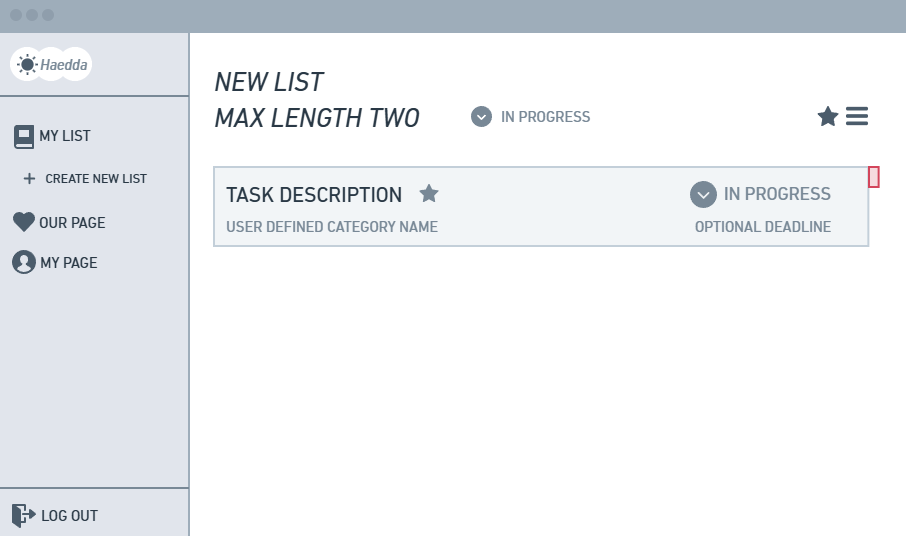 Haedda
MY LIST
+ CREATE NEW LIST
OUR PAGE
MY PAGE
LOG OUT
NEW LIST
MAX LENGTH TWO
IN PROGRESS
TASK DESCRIPTION
IN PROGRESS
USER DEFINED CATEGORY NAME
OPTIONAL DEADLINE